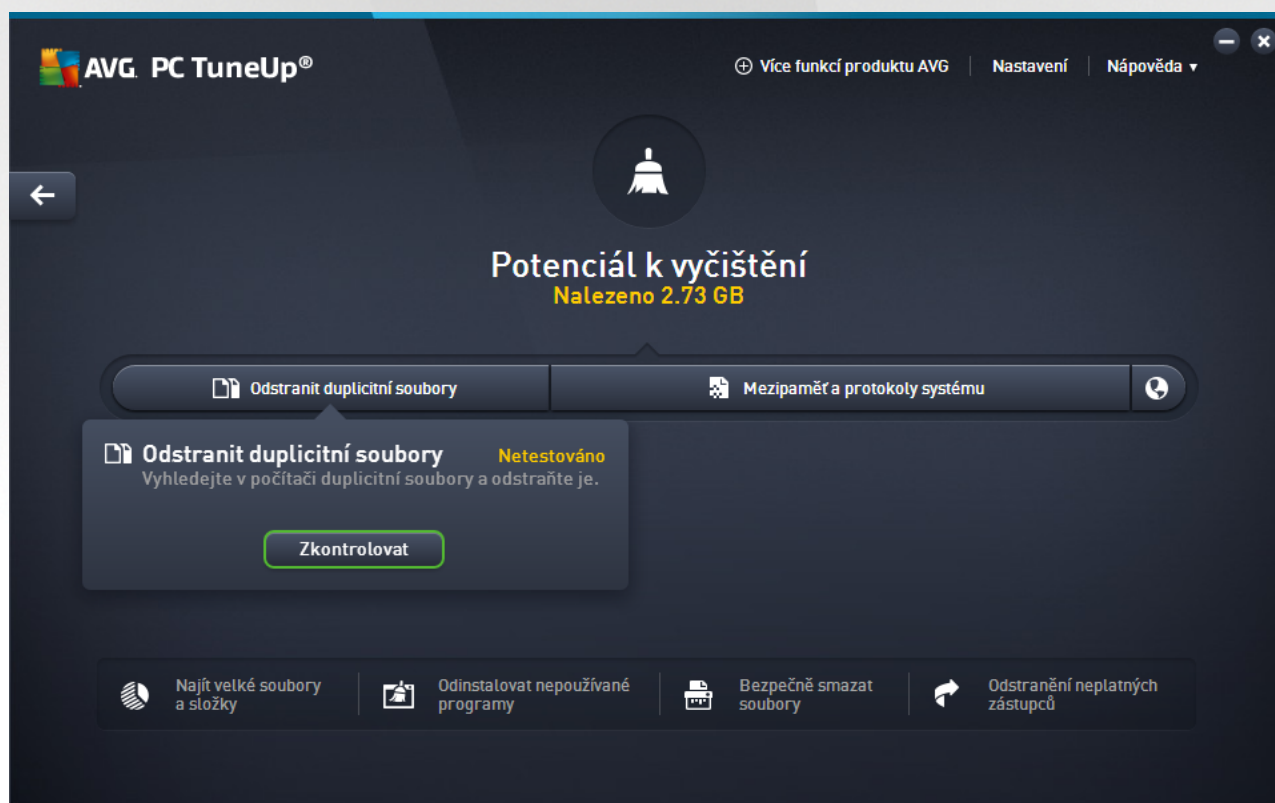 AVG. PC TuneUp®
Více funkcí produktu AVG
Nastavení
Nápověda
Potenciál k vyčištění
Nalezeno 2.73 GB
Odstranit duplicitní soubory
Mezipaměť a protokoly systému
Odstranit duplicitní soubory
Netestováno
Vyhledejte v počítači duplicitní soubory a odstraňte je.
Zkontrolovat
Najít velké soubory
a složky
Odinstalovat nepoužívané
programy
Bezpečně smazat
soubory
Odstranění neplatných
zástupců